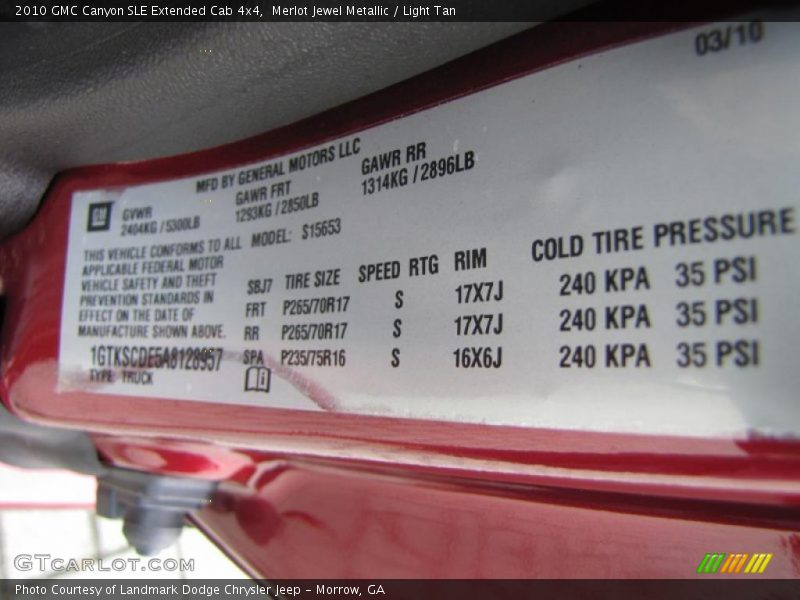 2010 GMC Canyon SLE Extended Cab 4x4, Merlot Jewel Metallic / Light Tan
03/10
MFD BY GENERAL MOTORS LLC
GM
GVWR
2404KG / 5300LB
GAWR FRT
1293KG / 2850LB
GAWR RR
1314KG / 2896LB
THIS VEHICLE CONFORMS TO ALL
APPLICABLE FEDERAL MOTOR
VEHICLE SAFETY AND THEFT
PREVENTION STANDARDS IN
EFFECT ON THE DATE OF
MANUFACTURE SHOWN ABOVE.
1GTKSCDE5A8128957
TYPE TRUCK
MODEL: S15653
SBJ7 TIRE SIZE SPEED RTG RIM COLD TIRE PRESSURE
FRT P265/70R17 S 17X7J 240 KPA 35 PSI
RR P265/70R17 S 17X7J 240 KPA 35 PSI
SPA P235/75R16 S 16X6J 240 KPA 35 PSI
GTCARLOT.COM
Photo Courtesy of Landmark Dodge Chrysler Jeep - Morrow, GA